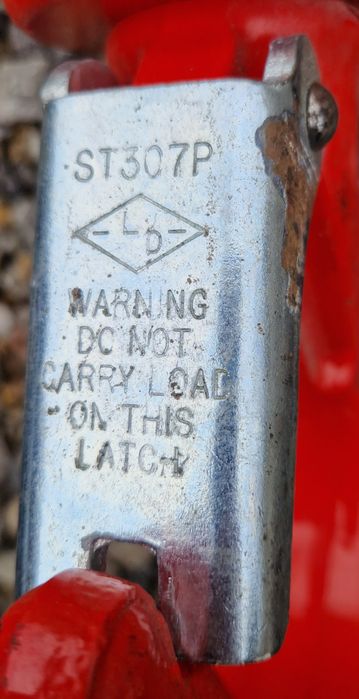 ST307P
L
D
WARNING
DO NOT
CARRY LOAD
ON THIS
LATCH